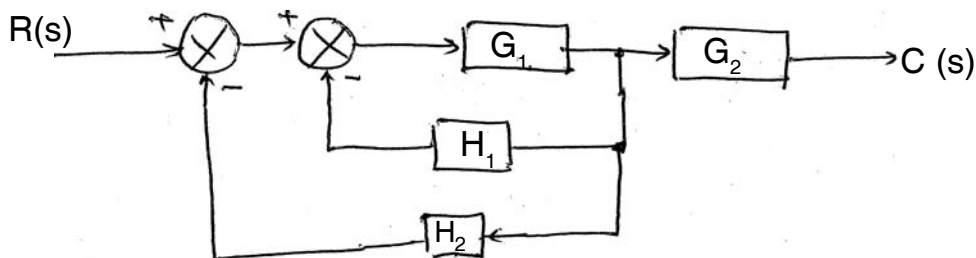 R(s) + - + - G₁ G₂ C (s)
H₁
H₂